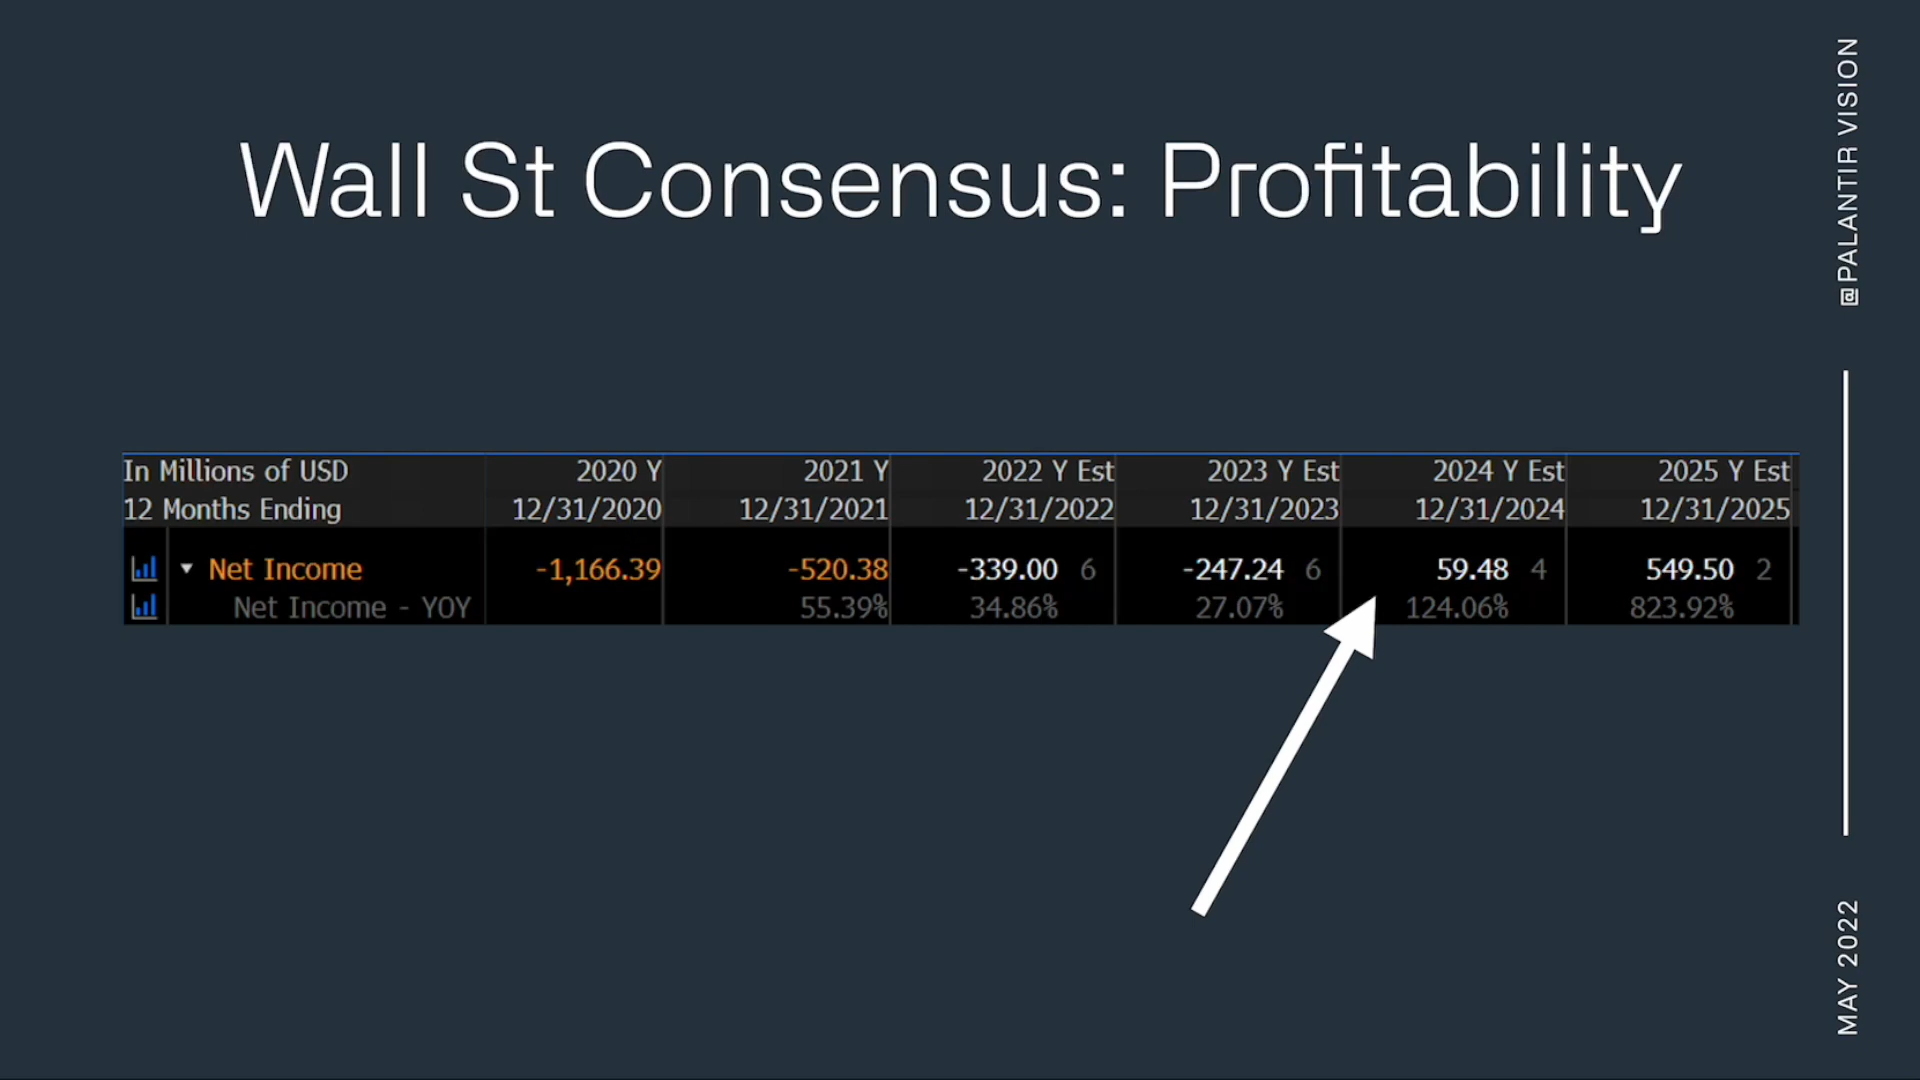 Wall St Consensus: Profitability
In Millions of USD 2020 Y 2021 Y 2022 Y Est 2023 Y Est 2024 Y Est 2025 Y Est
12 Months Ending 12/31/2020 12/31/2021 12/31/2022 12/31/2023 12/31/2024 12/31/2025
Net Income -1,166.39 -520.38 -339.00 6 -247.24 6 59.48 4 549.50 2
Net Income - YOY 55.39% 34.86% 27.07% 124.06% 823.92%
@PALANTIR VISION
MAY 2022